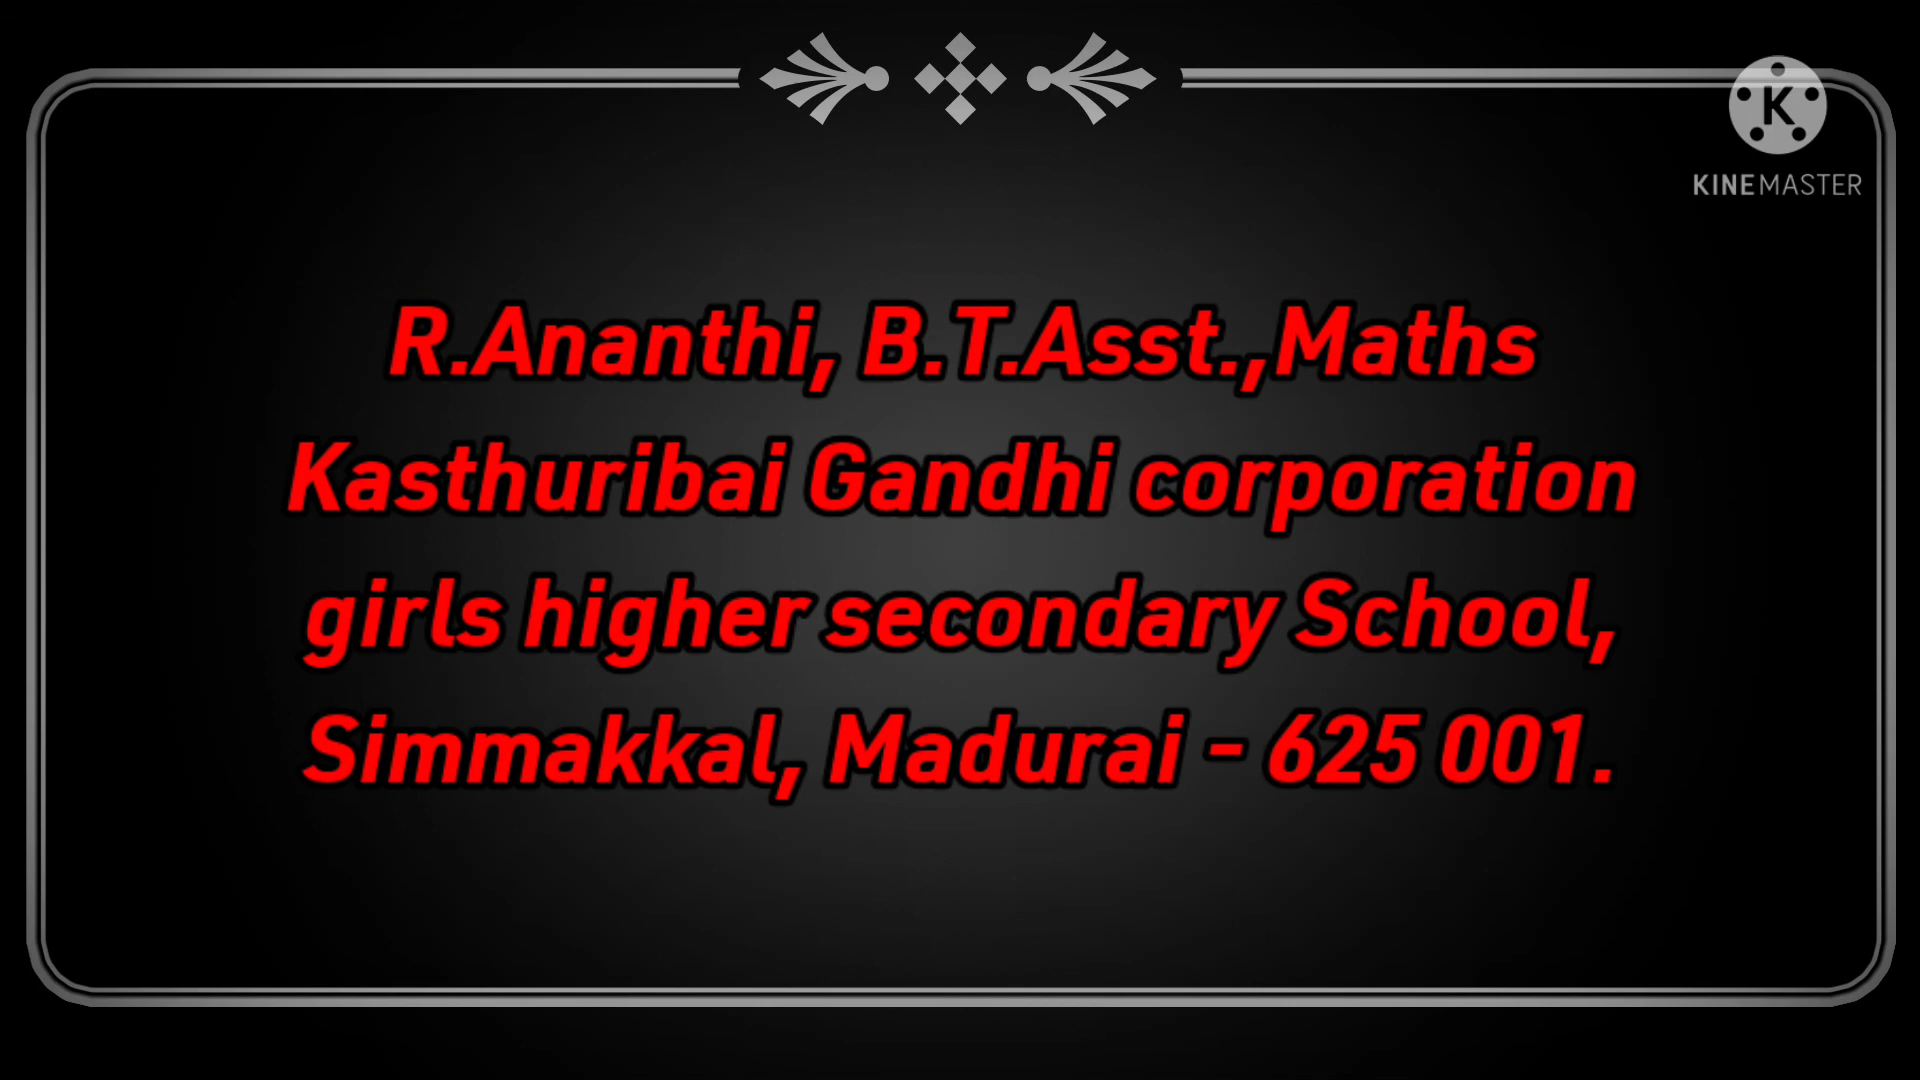 KINEMASTER
R.Ananthi, B.T.Asst.,Maths
Kasthuribai Gandhi corporation
girls higher secondary School,
Simmakkal, Madurai - 625 001.